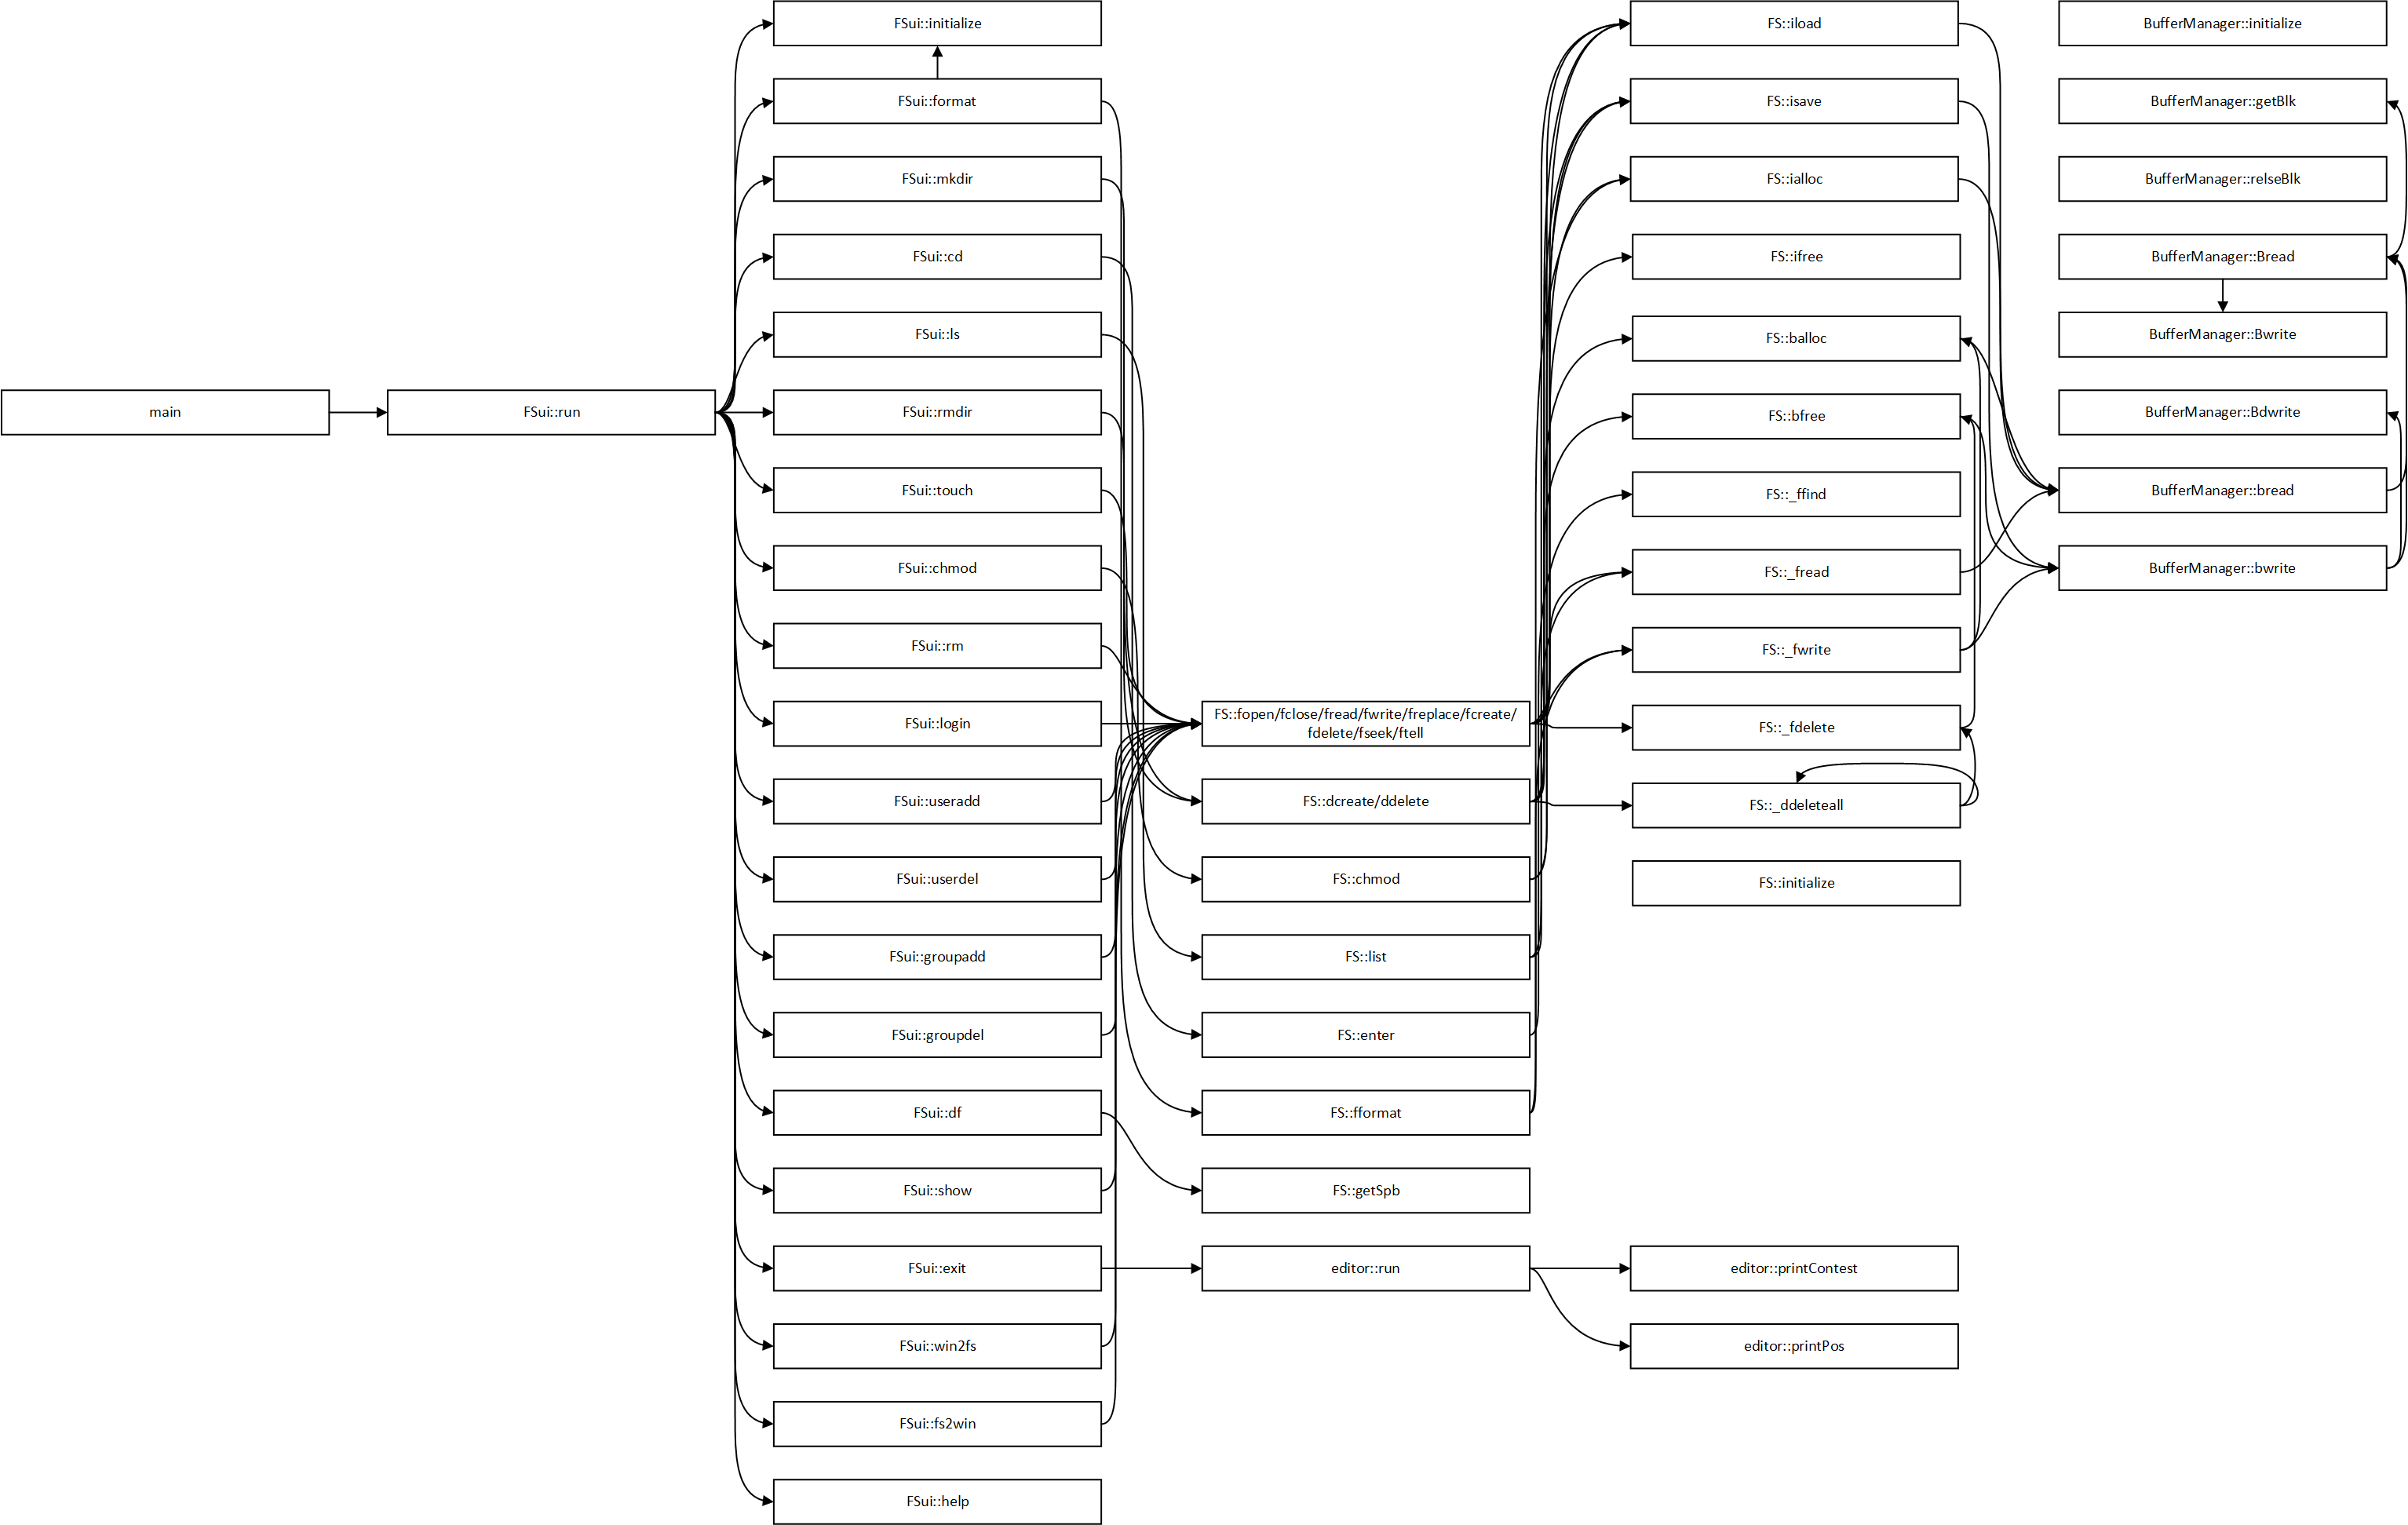 main
FSui::run
FSui::initialize
FSui::format
FSui::mkdir
FSui::cd
FSui::ls
FSui::rmdir
FSui::touch
FSui::chmod
FSui::rm
FSui::login
FSui::useradd
FSui::userdel
FSui::groupadd
FSui::groupdel
FSui::df
FSui::show
FSui::exit
FSui::win2fs
FSui::fs2win
FSui::help
FS::fopen/fclose/fread/fwrite/freplace/fcreate/
fdelete/fseek/ftell
FS::dcreate/ddelete
FS::chmod
FS::list
FS::enter
FS::fformat
FS::getSpb
editor::run
FS::iload
FS::isave
FS::ialloc
FS::ifree
FS::balloc
FS::bfree
FS::_ffind
FS::_fread
FS::_fwrite
FS::_fdelete
FS::_ddeleteall
FS::initialize
editor::printContest
editor::printPos
BufferManager::initialize
BufferManager::getBlk
BufferManager::relseBlk
BufferManager::Bread
BufferManager::Bwrite
BufferManager::Bdwrite
BufferManager::bread
BufferManager::bwrite